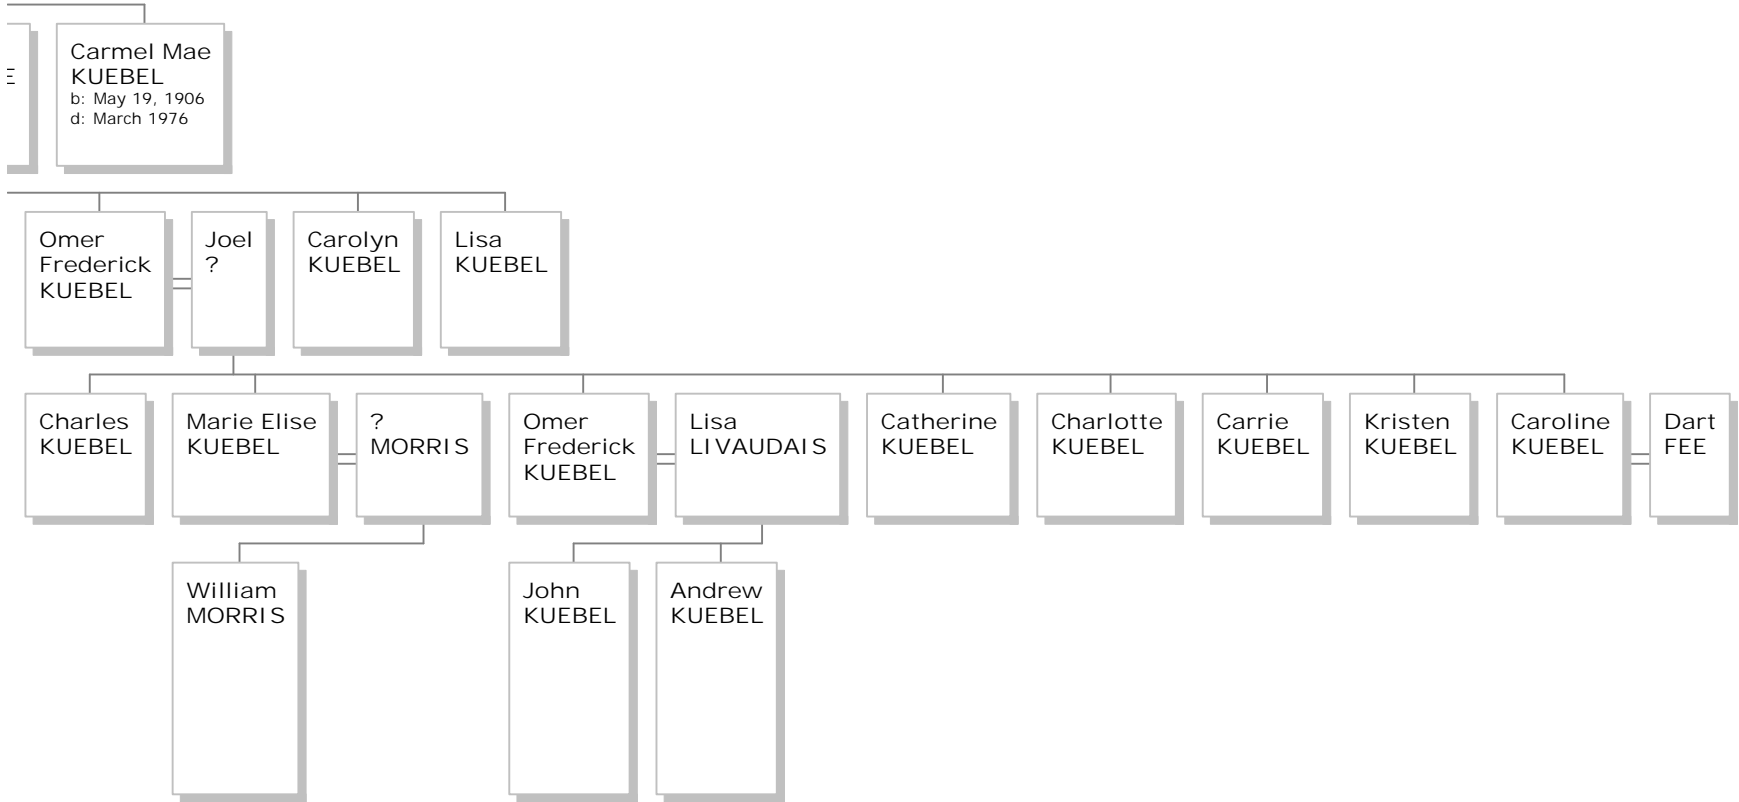 E
Carmel Mae
KUEBEL
b: May 19, 1906
d: March 1976
Omer
Frederick
KUEBEL
Joel
?
Carolyn
KUEBEL
Lisa
KUEBEL
Charles
KUEBEL
Marie Elise
KUEBEL
?
MORRIS
Omer
Frederick
KUEBEL
Lisa
LIVAUDAIS
Catherine
KUEBEL
Charlotte
KUEBEL
Carrie
KUEBEL
Kristen
KUEBEL
Caroline
KUEBEL
Dart
FEE
William
MORRIS
John
KUEBEL
Andrew
KUEBEL